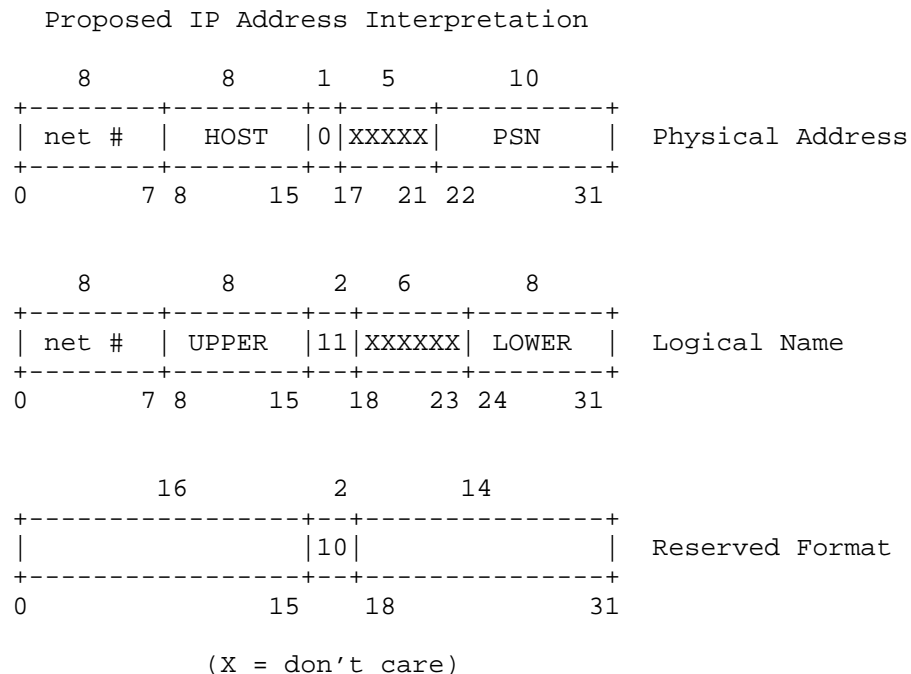 Proposed IP Address Interpretation
8 8 1 5 10
+--------+--------+-+-----+----------+
| net # | HOST |0|XXXXX| PSN | Physical Address
+--------+--------+-+-----+----------+
0 7 8 15 17 21 22 31
8 8 2 6 8
+--------+--------+--+------+--------+
| net # | UPPER |11|XXXXXX| LOWER | Logical Name
+--------+--------+--+------+--------+
0 7 8 15 18 23 24 31
16 2 14
+-----------------+--+---------------+
| |10| | Reserved Format
+-----------------+--+---------------+
0 15 18 31
(X = don't care)